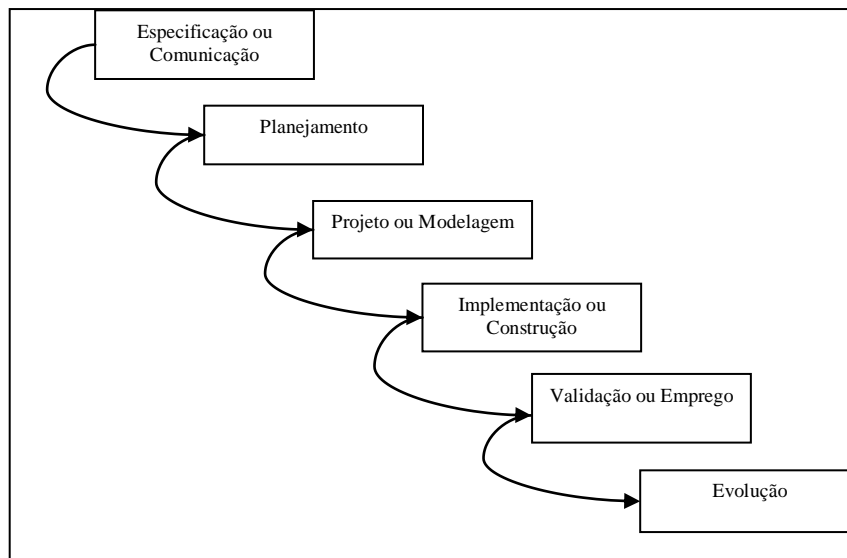 Especificação ou
Comunicação
Planejamento
Projeto ou Modelagem
Implementação ou
Construção
Validação ou Emprego
Evolução